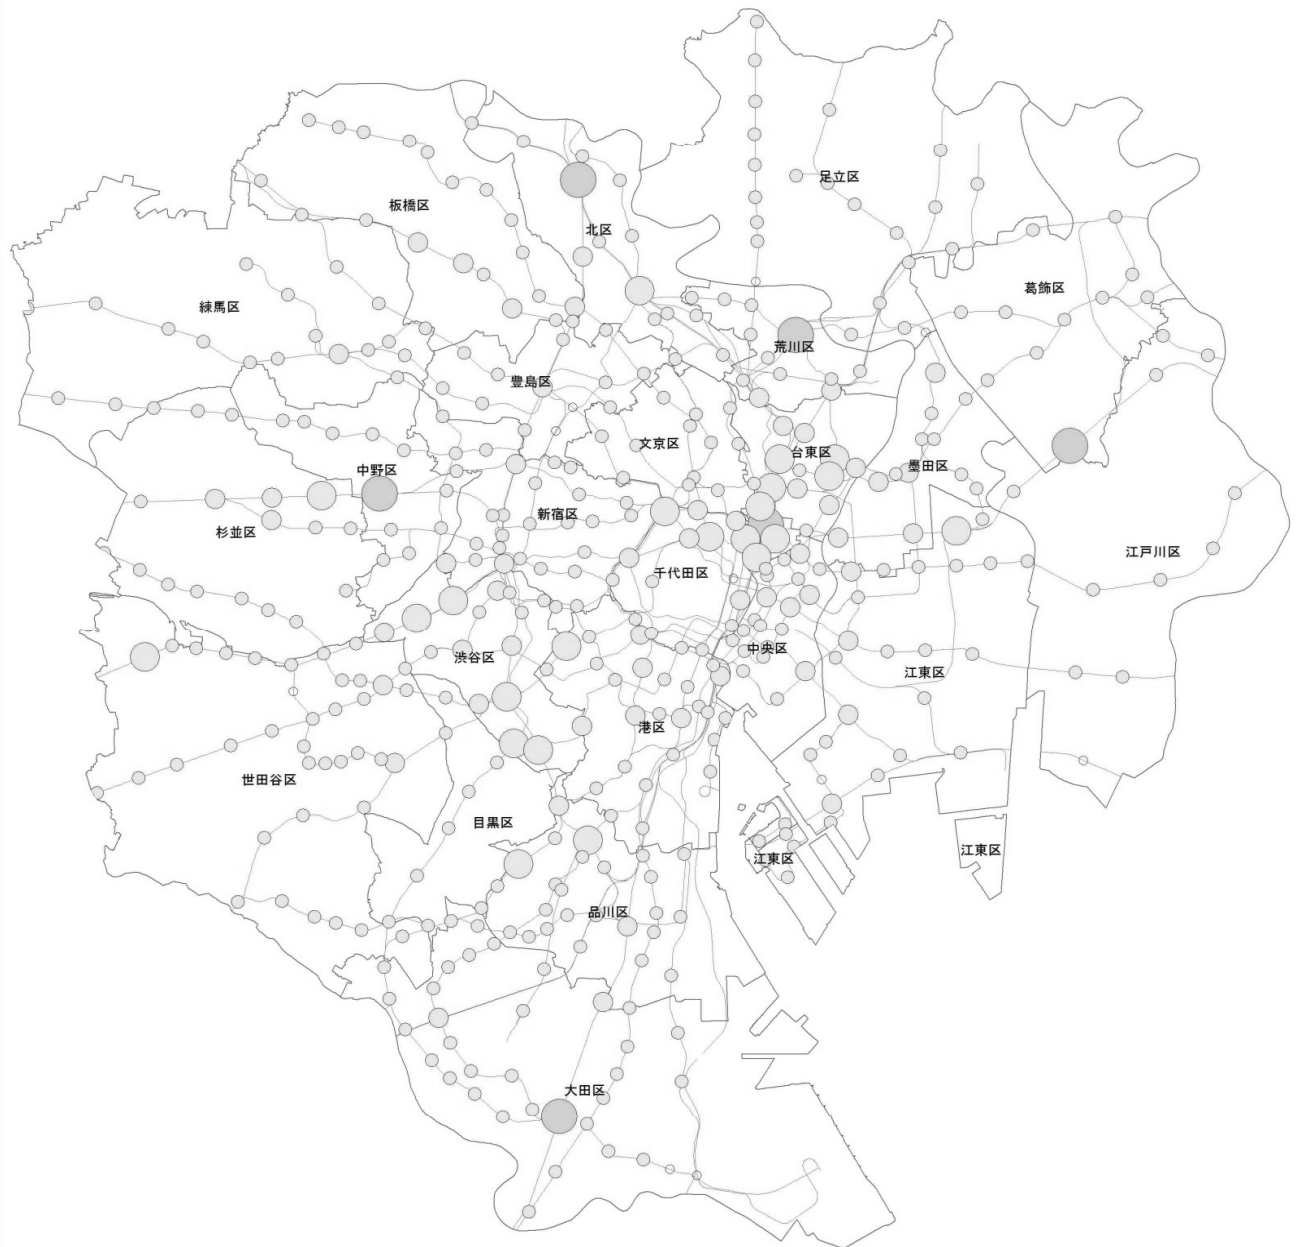 足立区
板橋区
北区
葛飾区
練馬区
荒川区
豊島区
文京区
台東区
墨田区
中野区
新宿区
杉並区
江戸川区
千代田区
中央区
渋谷区
江東区
港区
世田谷区
目黒区
江東区
江東区
品川区
大田区